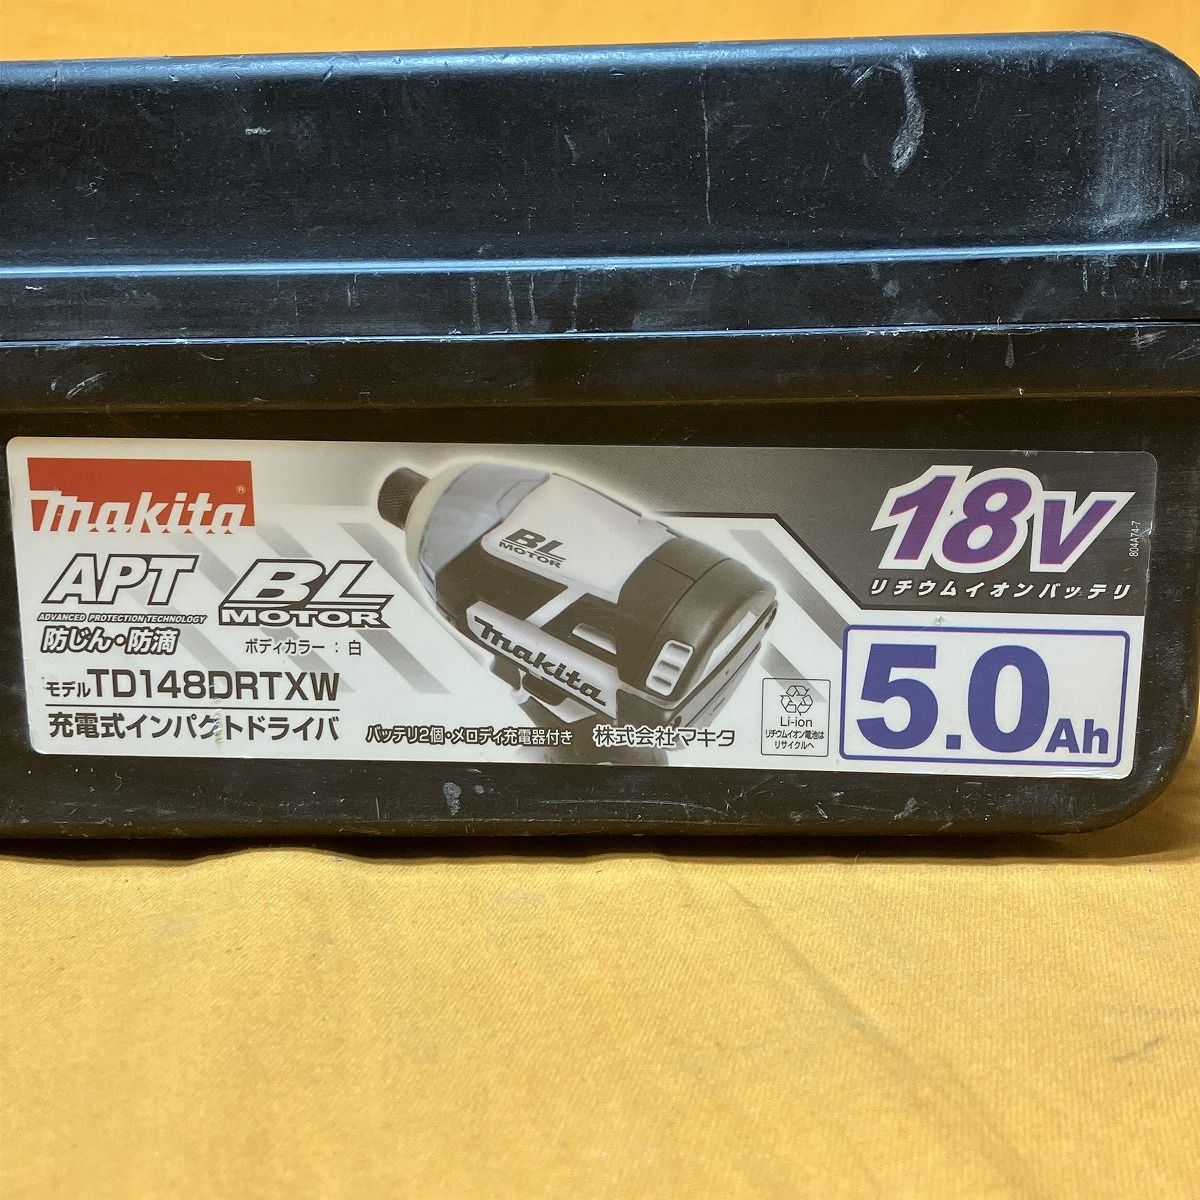 makita®
APT
ADVANCED PROTECTION TECHNOLOGY
防じん・防滴
BL
MOTOR
ボディカラー：白
モデルTD148DRTXW
充電式インパクトドライバ
BL
MOTOR
makita
バッテリ2個・メロディ充電器付き
株式会社マキタ
18V
リチウムイオンバッテリ
804A74-7
Li-ion
リチウムイオン電池は
リサイクルへ
5.0Ah